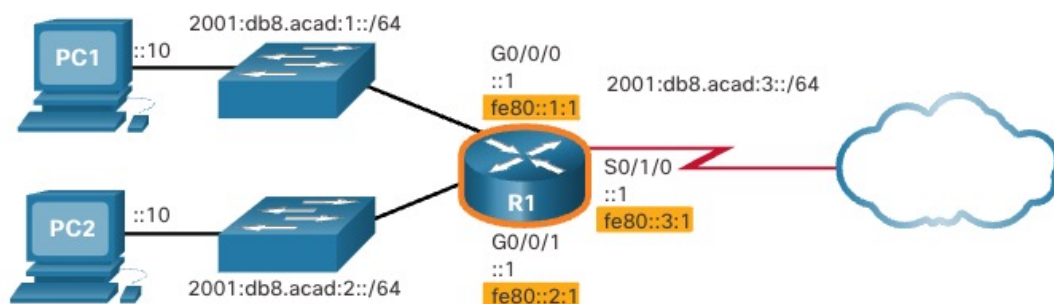 2001:db8.acad:1::/64
PC1
::10
G0/0/0
::1
fe80::1:1
2001:db8.acad:3::/64
R1
S0/1/0
::1
fe80::3:1
PC2
::10
G0/0/1
::1
fe80::2:1
2001:db8.acad:2::/64